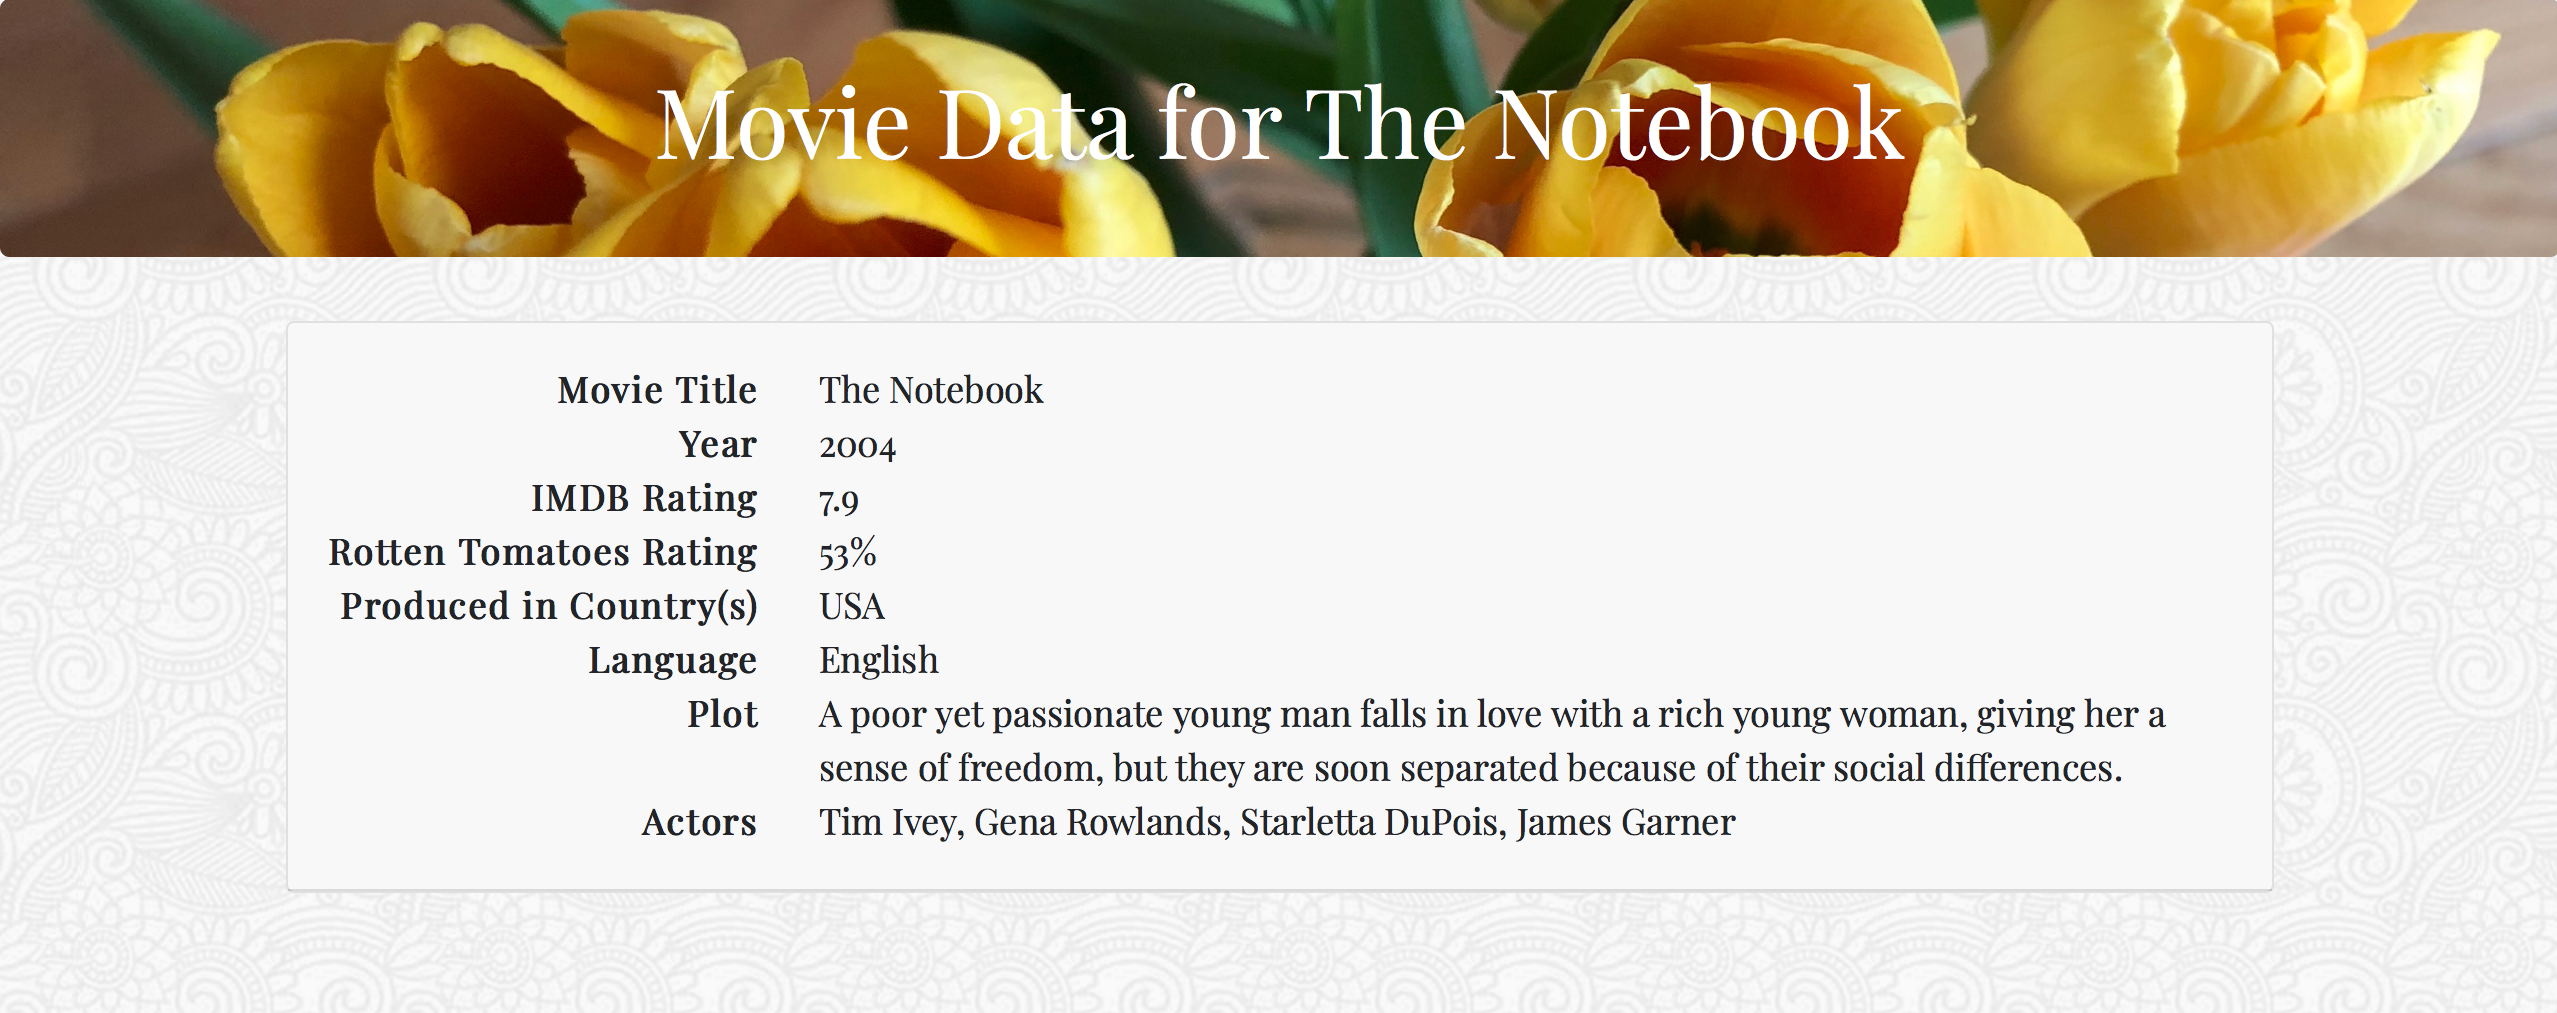 Movie Data for The Notebook
Movie Title The Notebook
Year 2004
IMDB Rating 7.9
Rotten Tomatoes Rating 53%
Produced in Country(s) USA
Language English
Plot A poor yet passionate young man falls in love with a rich young woman, giving her a
sense of freedom, but they are soon separated because of their social differences.
Actors Tim Ivey, Gena Rowlands, Starletta DuPois, James Garner